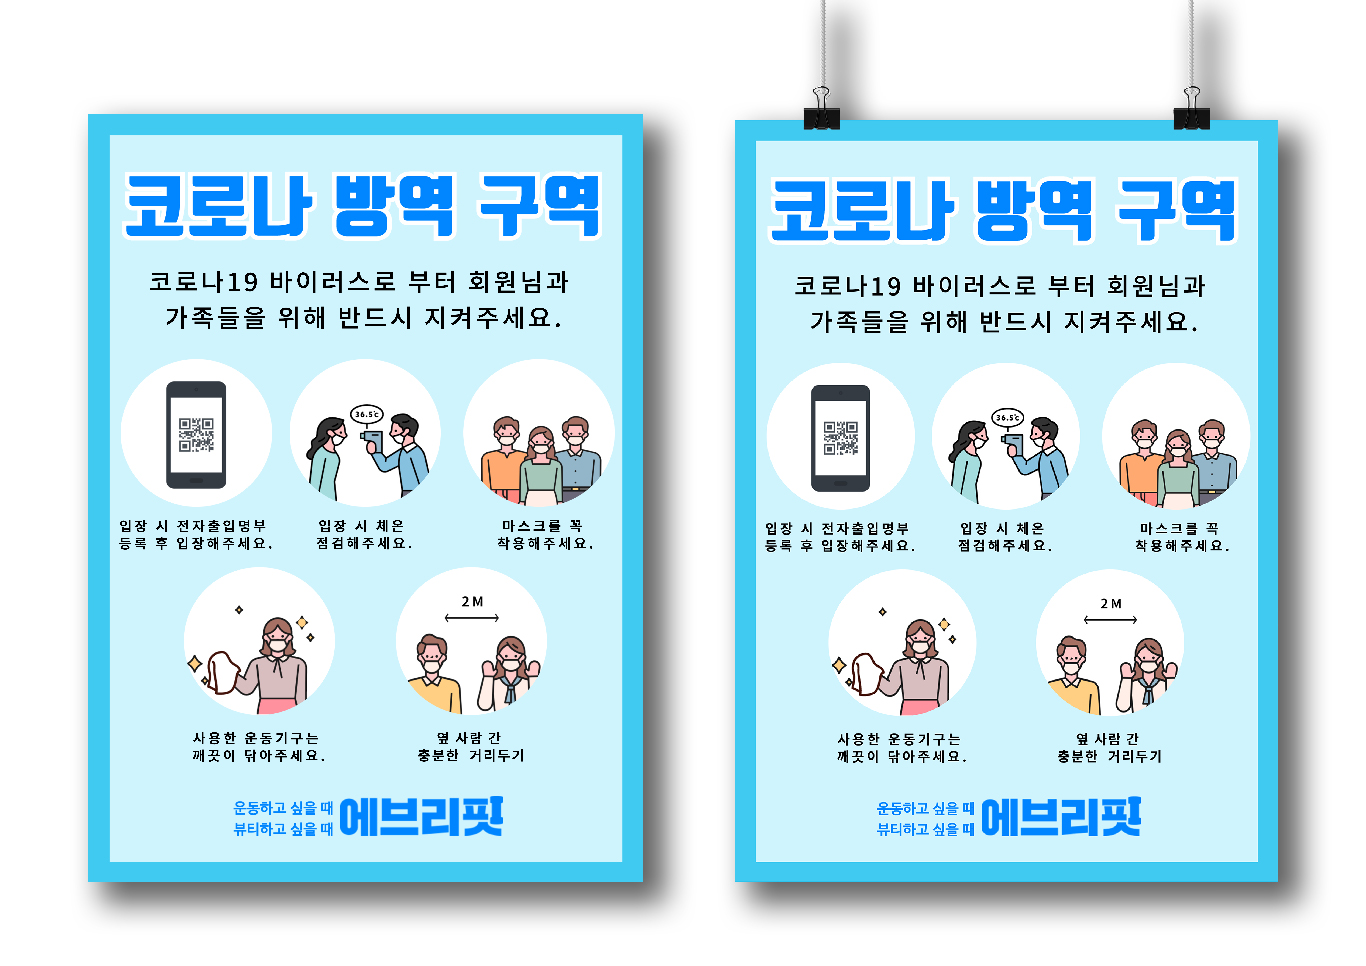 코로나 방역 구역
코로나19 바이러스로 부터 회원님과
가족들을 위해 반드시 지켜주세요.
36.5℃
입장 시 전자출입명부
등록 후 입장해주세요.
입장 시 체온
점검해주세요.
마스크를 꼭
착용해주세요.
2M
사용한 운동기구는
깨끗이 닦아주세요.
옆 사람 간
충분한 거리두기
운동하고 싶을 때
뷰티하고 싶을 때
에브리핏
코로나 방역 구역
코로나19 바이러스로 부터 회원님과
가족들을 위해 반드시 지켜주세요.
36.5℃
입장 시 전자출입명부
등록 후 입장해주세요.
입장 시 체온
점검해주세요.
마스크를 꼭
착용해주세요.
2M
사용한 운동기구는
깨끗이 닦아주세요.
옆 사람 간
충분한 거리두기
운동하고 싶을 때
뷰티하고 싶을 때
에브리핏